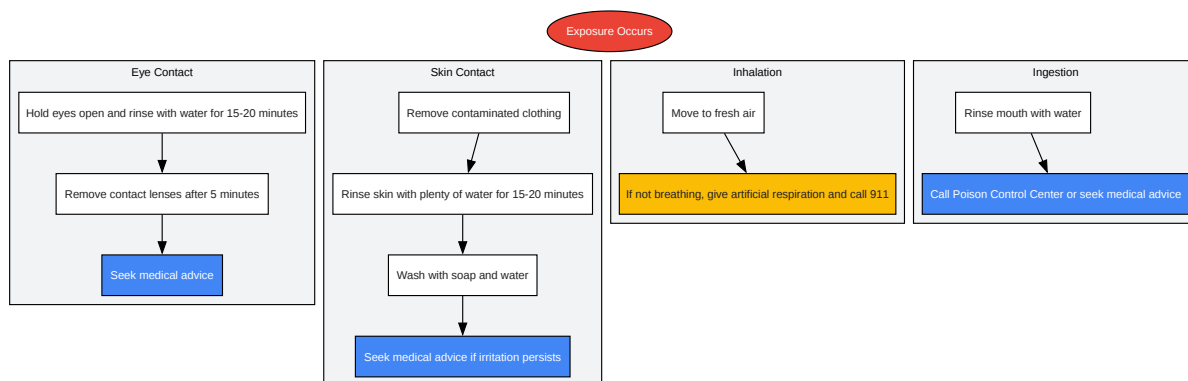 Exposure Occurs
Eye Contact
Hold eyes open and rinse with water for 15-20 minutes
Remove contact lenses after 5 minutes
Seek medical advice
Skin Contact
Remove contaminated clothing
Rinse skin with plenty of water for 15-20 minutes
Wash with soap and water
Seek medical advice if irritation persists
Inhalation
Move to fresh air
If not breathing, give artificial respiration and call 911
Ingestion
Rinse mouth with water
Call Poison Control Center or seek medical advice